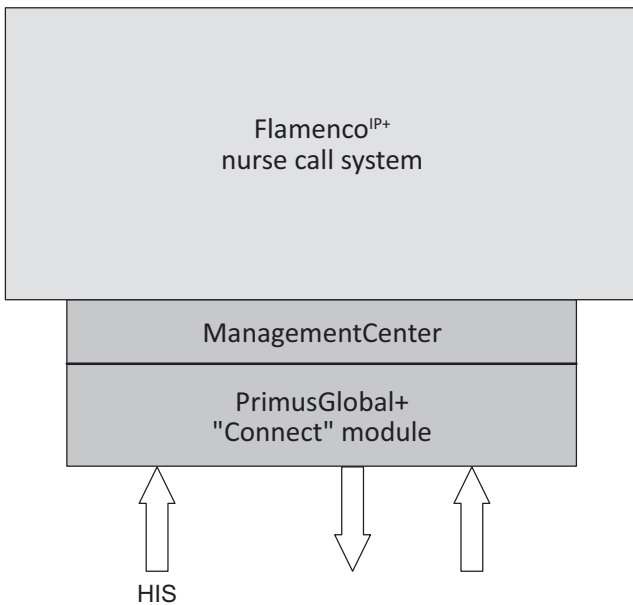 Flamencoᴵᴾ⁺
nurse call system
ManagementCenter
PrimusGlobal+
"Connect" module
HIS